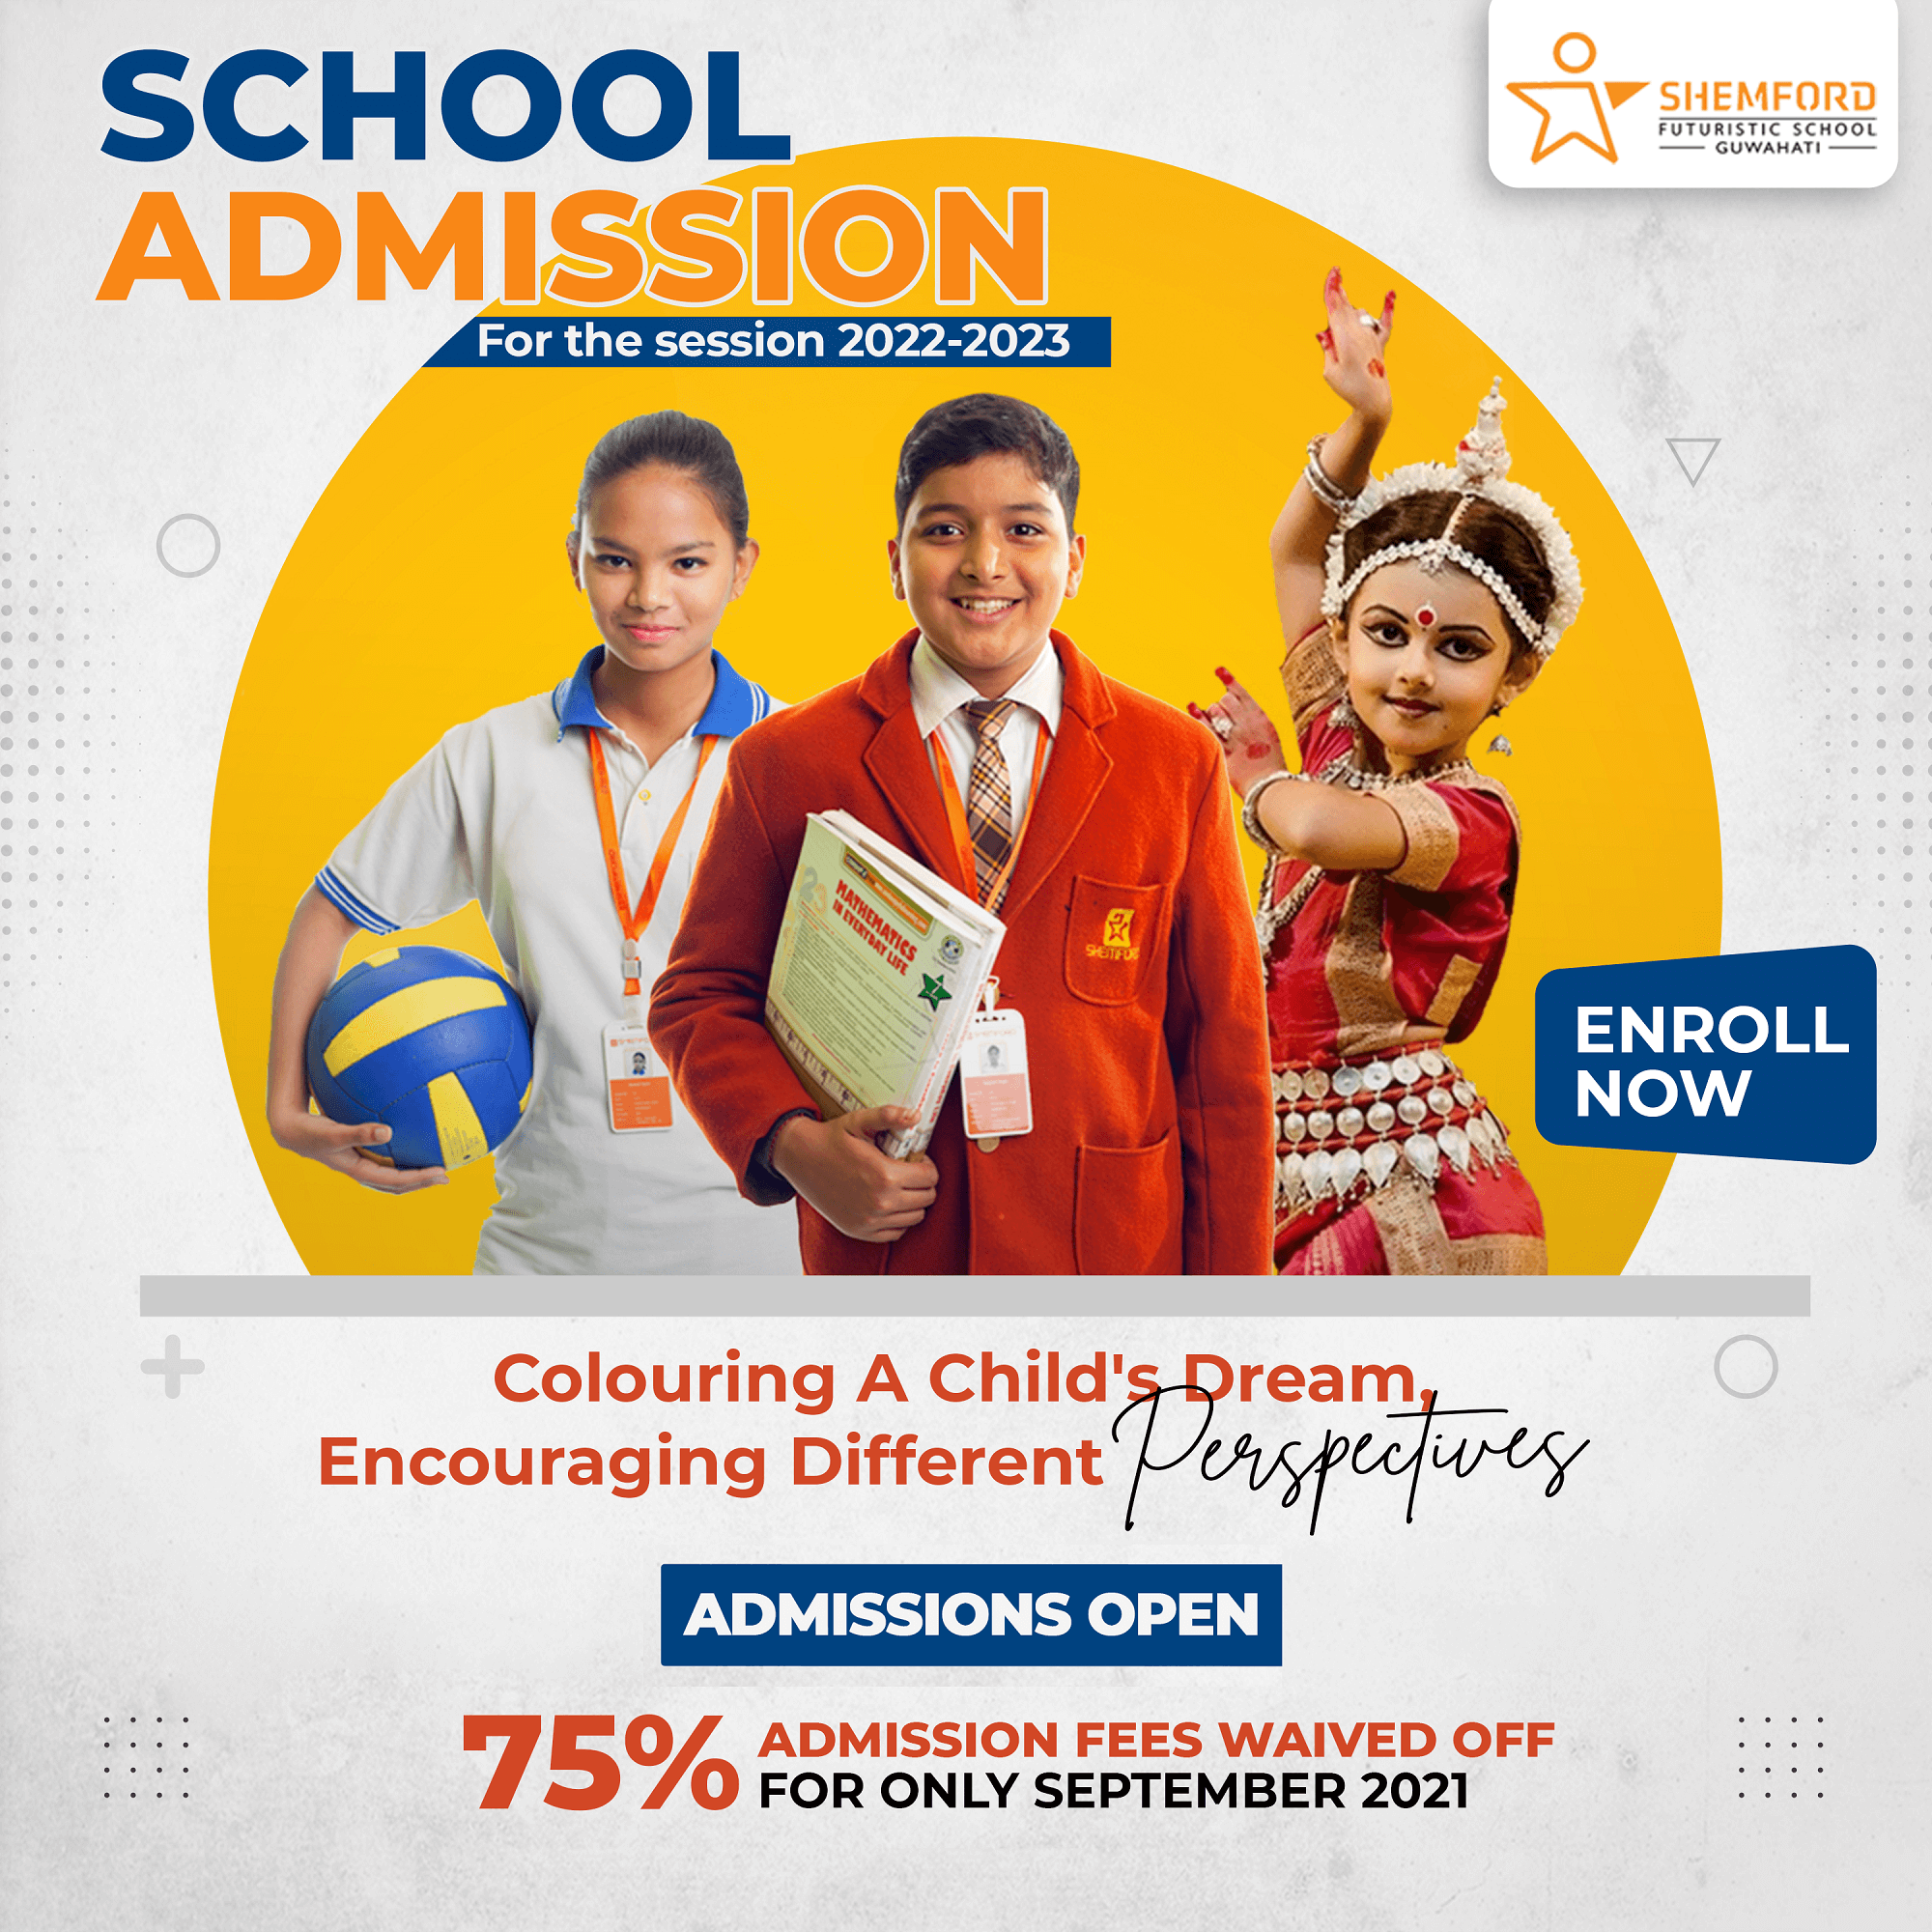 SCHOOL
ADMISSION
For the session 2022-2023
SHEMFORD
FUTURISTIC SCHOOL
GUWAHATI
MATHEMATICS
IN EVERYDAY LIFE
SHEMFORD
ENROLL
NOW
Colouring A Child's Dream,
Encouraging Different Perspectives
ADMISSIONS OPEN
75% ADMISSION FEES WAIVED OFF
FOR ONLY SEPTEMBER 2021